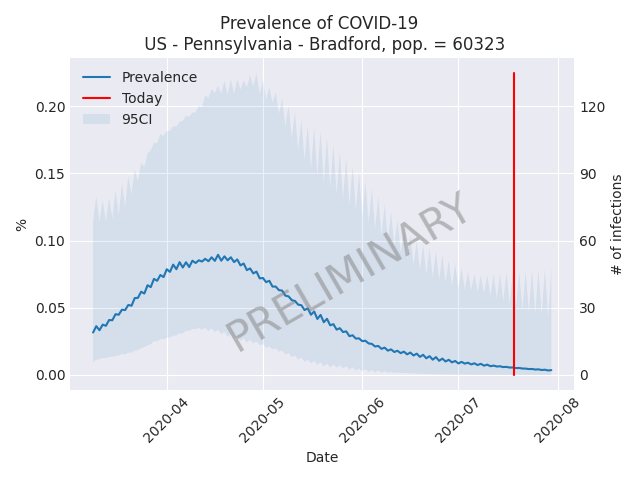 Prevalence of COVID-19
US - Pennsylvania - Bradford, pop. = 60323
Prevalence
Today
95CI
0.20
0.15
0.10
0.05
0.00
%
120
90
60
30
0
# of infections
PRELIMINARY
2020-04
2020-05
2020-06
2020-07
2020-08
Date